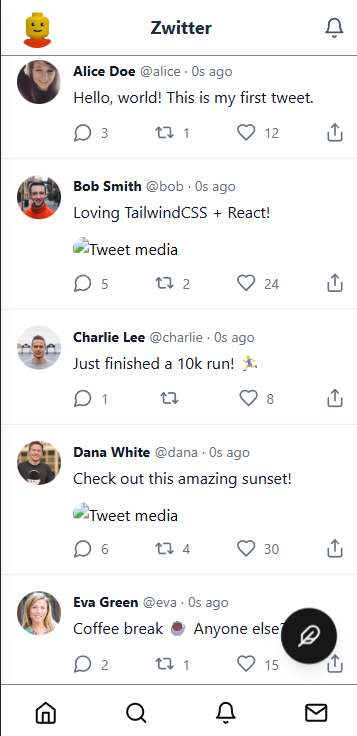 Zwitter
Alice Doe @alice · 0s ago
Hello, world! This is my first tweet.
3 1 12
Bob Smith @bob · 0s ago
Loving TailwindCSS + React!
Tweet media
5 2 24
Charlie Lee @charlie · 0s ago
Just finished a 10k run! 🏃‍♂️
1 8
Dana White @dana · 0s ago
Check out this amazing sunset!
Tweet media
6 4 30
Eva Green @eva · 0s ago
Coffee break ☕ Anyone else?
2 1 15